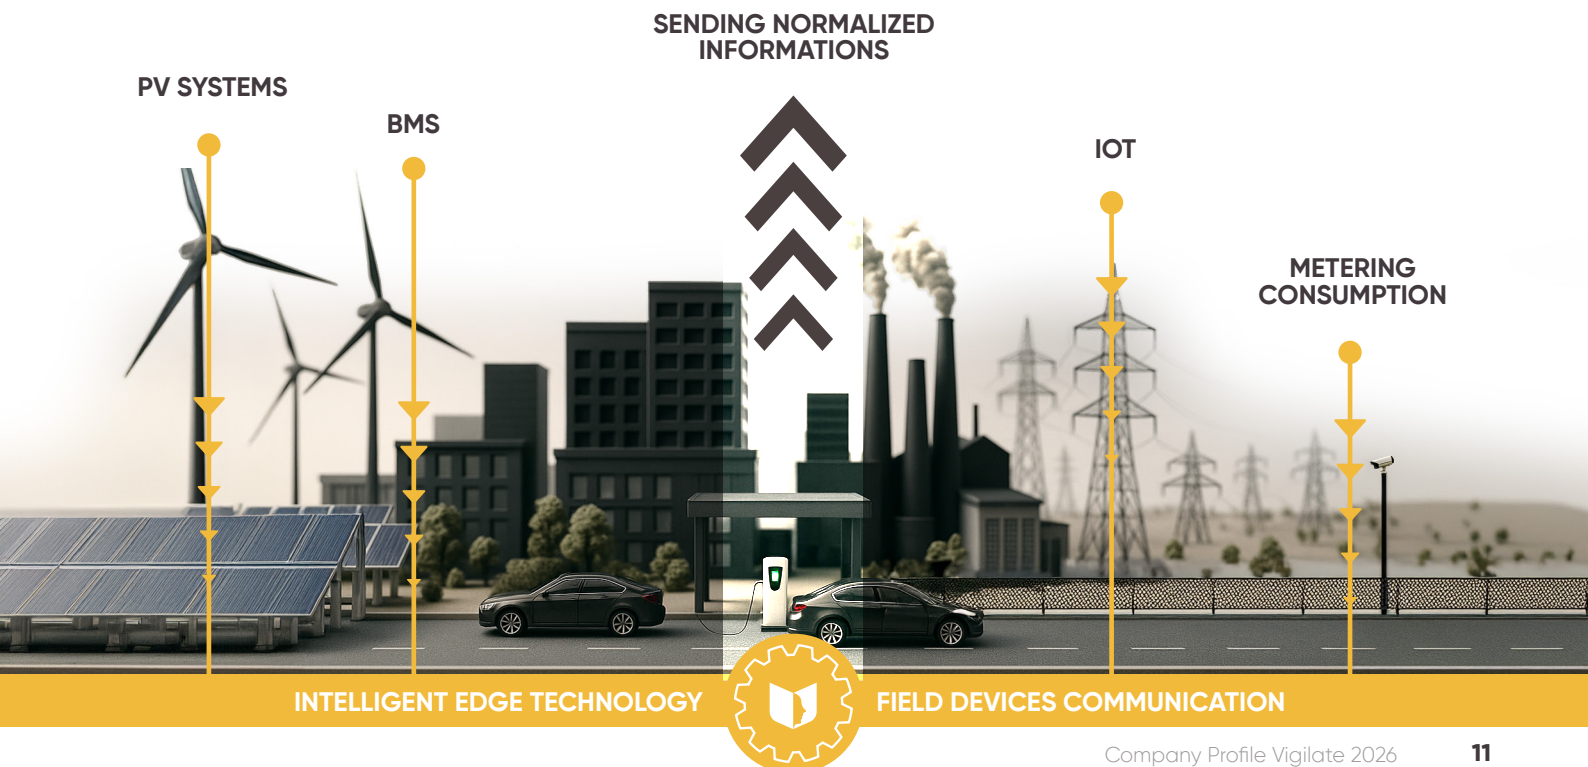 SENDING NORMALIZED
INFORMATIONS
PV SYSTEMS
BMS
IOT
METERING
CONSUMPTION
INTELLIGENT EDGE TECHNOLOGY
FIELD DEVICES COMMUNICATION
Company Profile Vigilate 2026
11